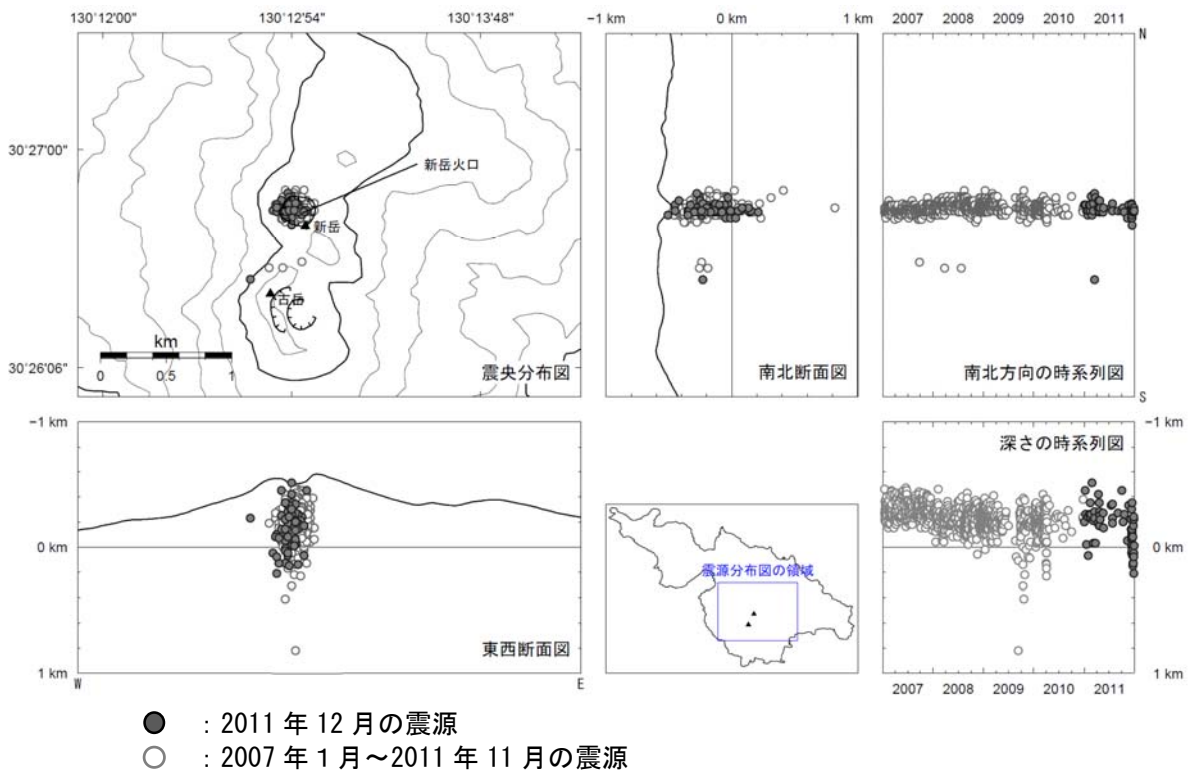 130°12'00" 130°12'54" 130°13'48"
−1 km 0 km 1 km
2007 2008 2009 2010 2011
N
30°27'00"
新岳火口
新岳
古岳
km
0 0.5 1
30°26'06"
震央分布図
南北断面図
南北方向の時系列図
S
−1 km
0 km
1 km
W
E
東西断面図
震源分布図の領域
深さの時系列図
−1 km
0 km
1 km
2007 2008 2009 2010 2011
：2011 年 12 月の震源
：2007 年 1 月～2011 年 11 月の震源